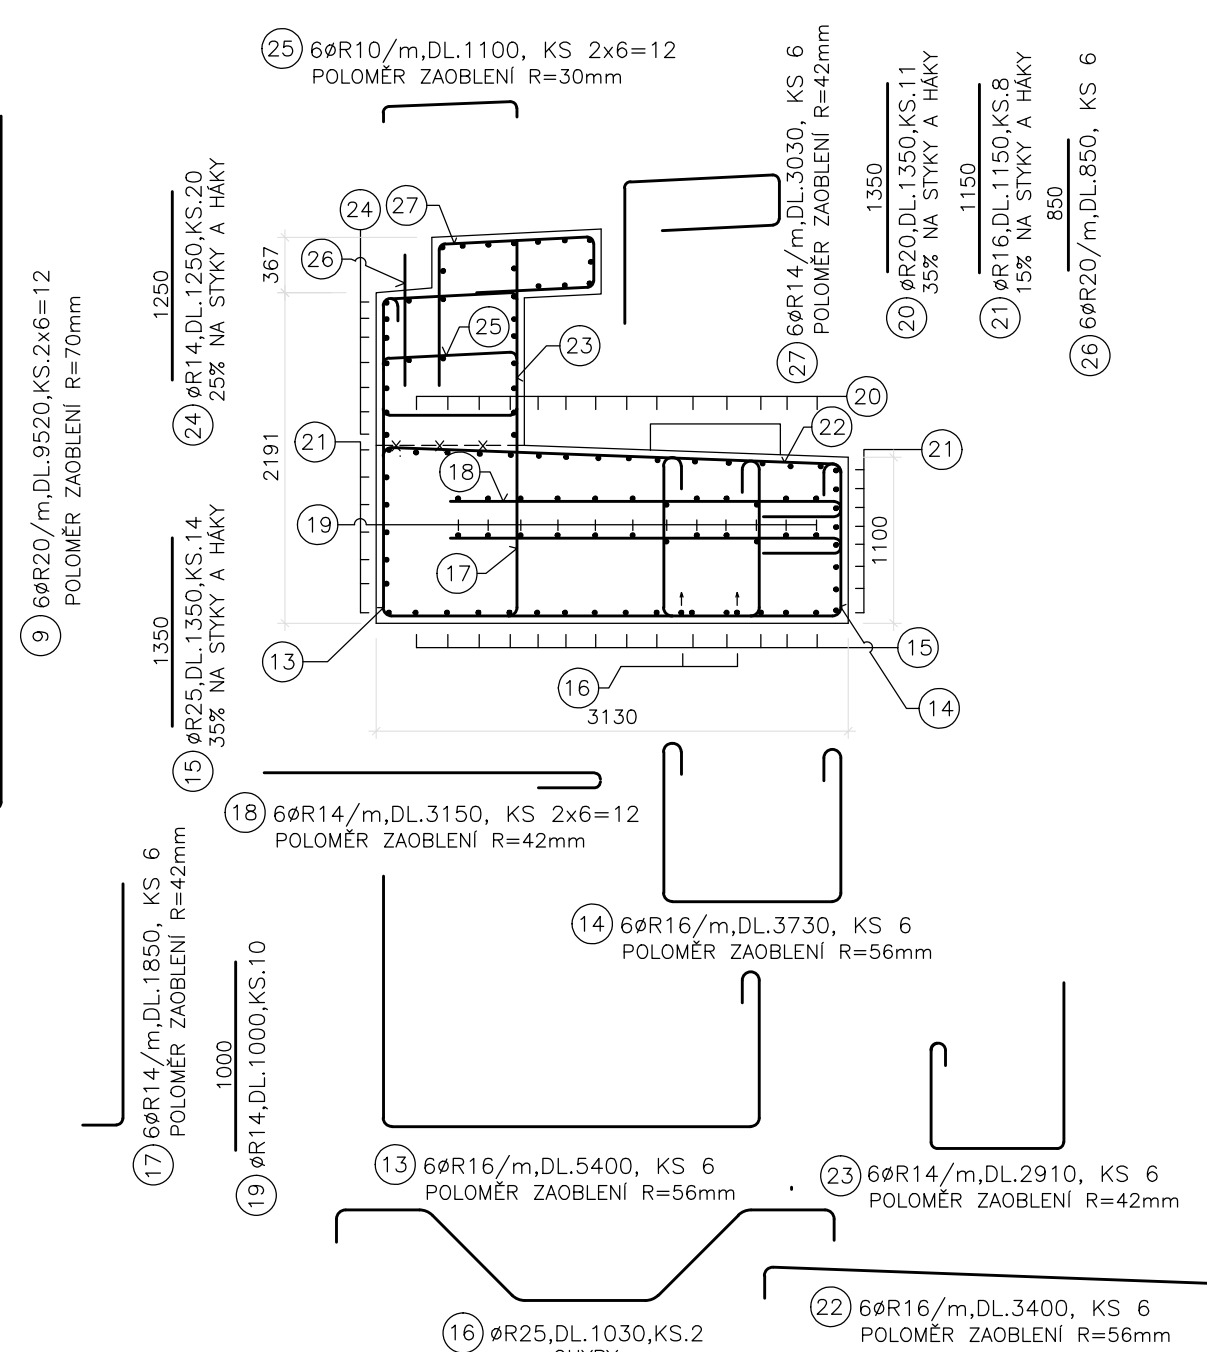 25 6øR10/m,DL.1100, KS 2x6=12
POLOMĚR ZAOBLENÍ R=30mm
27 6øR14/m,DL.3030, KS 6
POLOMĚR ZAOBLENÍ R=42mm
1350
20 øR20,DL.1350,KS.11
35% NA STYKY A HÁKY
1150
21 øR16,DL.1150,KS.8
15% NA STYKY A HÁKY
850
26 6øR20/m,DL.850, KS 6
9 6øR20/m,DL.9520,KS.2x6=12
POLOMĚR ZAOBLENÍ R=70mm
1250
24 øR14,DL.1250,KS.20
25% NA STYKY A HÁKY
1350
15 øR25,DL.1350,KS.14
35% NA STYKY A HÁKY
24
27
26
367
25
23
20
22
21
21
2191
18
19
1100
17
13
15
16
14
3130
18 6øR14/m,DL.3150, KS 2x6=12
POLOMĚR ZAOBLENÍ R=42mm
14 6øR16/m,DL.3730, KS 6
POLOMĚR ZAOBLENÍ R=56mm
17 6øR14/m,DL.1850, KS 6
POLOMĚR ZAOBLENÍ R=42mm
1000
19 øR14,DL.1000,KS.10
13 6øR16/m,DL.5400, KS 6
POLOMĚR ZAOBLENÍ R=56mm
23 6øR14/m,DL.2910, KS 6
POLOMĚR ZAOBLENÍ R=42mm
22 6øR16/m,DL.3400, KS 6
POLOMĚR ZAOBLENÍ R=56mm
16 øR25,DL.1030,KS.2